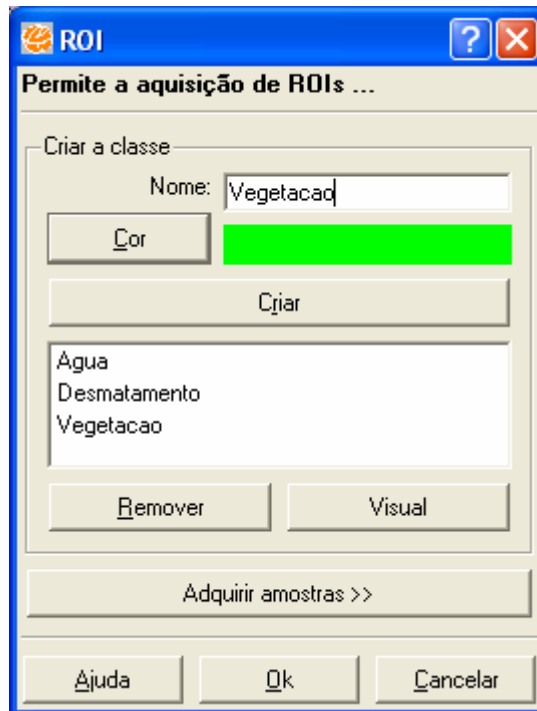 ROI
Permite a aquisição de ROIs ...
Criar a classe
Nome: Vegetacao
Cor
Criar
Agua
Desmatamento
Vegetacao
Remover Visual
Adquirir amostras >>
Ajuda Ok Cancelar